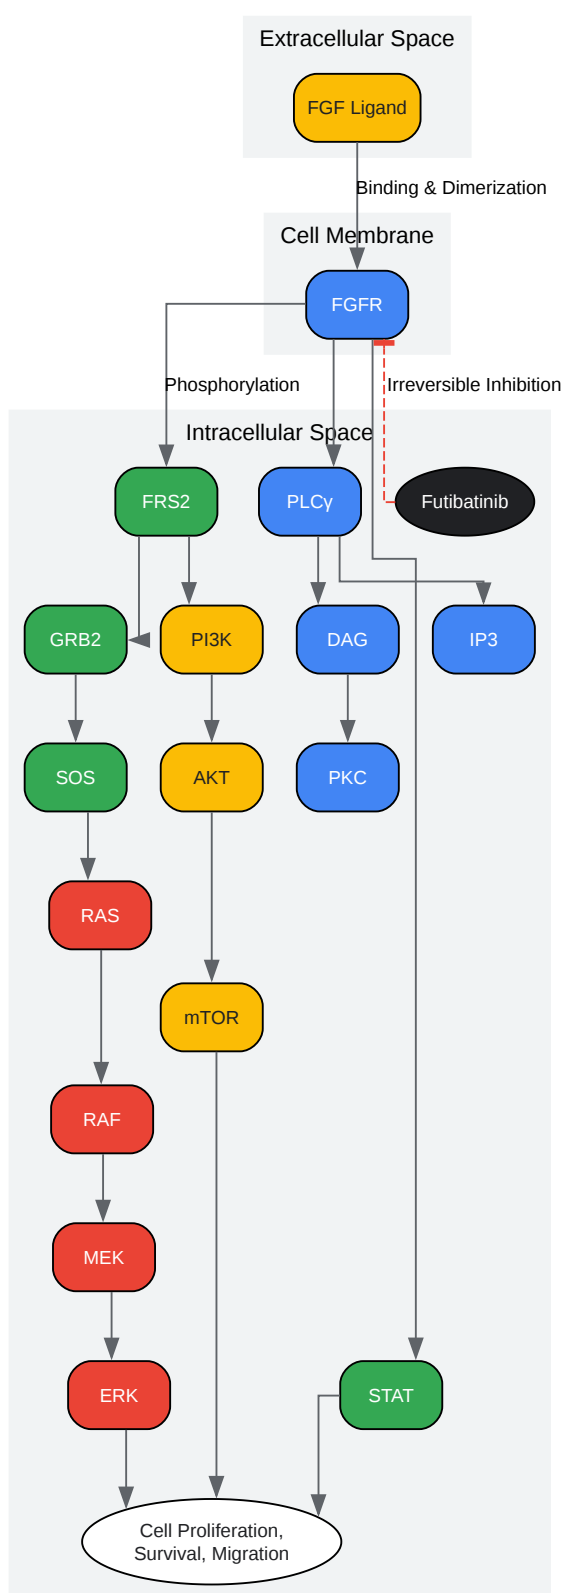 Extracellular Space
FGF Ligand
Binding & Dimerization
Cell Membrane
FGFR
Phosphorylation
Irreversible Inhibition
Intracellular Space
FRS2
PLCγ
Futibatinib
GRB2
PI3K
DAG
IP3
SOS
AKT
PKC
RAS
mTOR
RAF
MEK
ERK
STAT
Cell Proliferation,
Survival, Migration